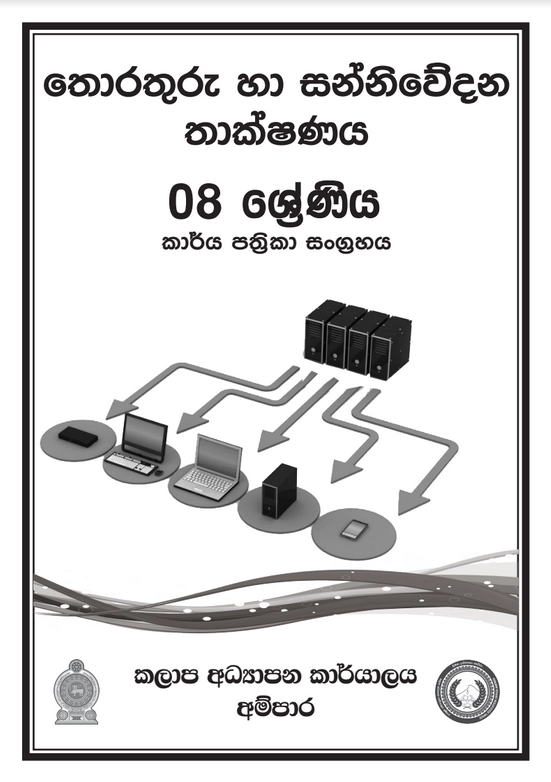 තොරතුරු හා සන්නිවේදන
තාක්ෂණය
08 ශ්‍රේණිය
කාර්ය පත්‍රිකා සංග්‍රහය
කලාප අධ්‍යාපන කාර්යාලය
අම්පාර